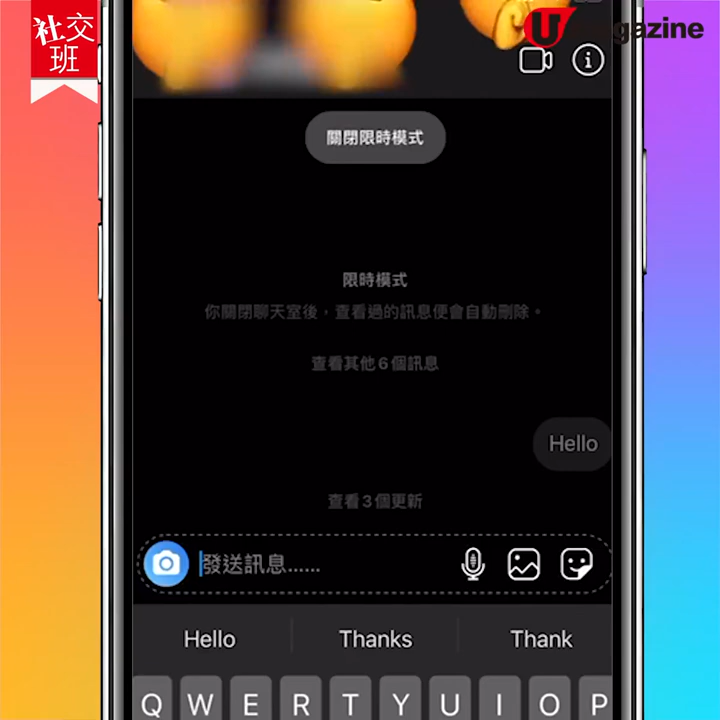 社交班
U magazine
關閉限時模式
限時模式
你關閉聊天室後，查看過的訊息便會自動刪除。
查看其他6個訊息
Hello
查看3個更新
發送訊息......
Hello Thanks Thank
Q W E R T Y U I O P